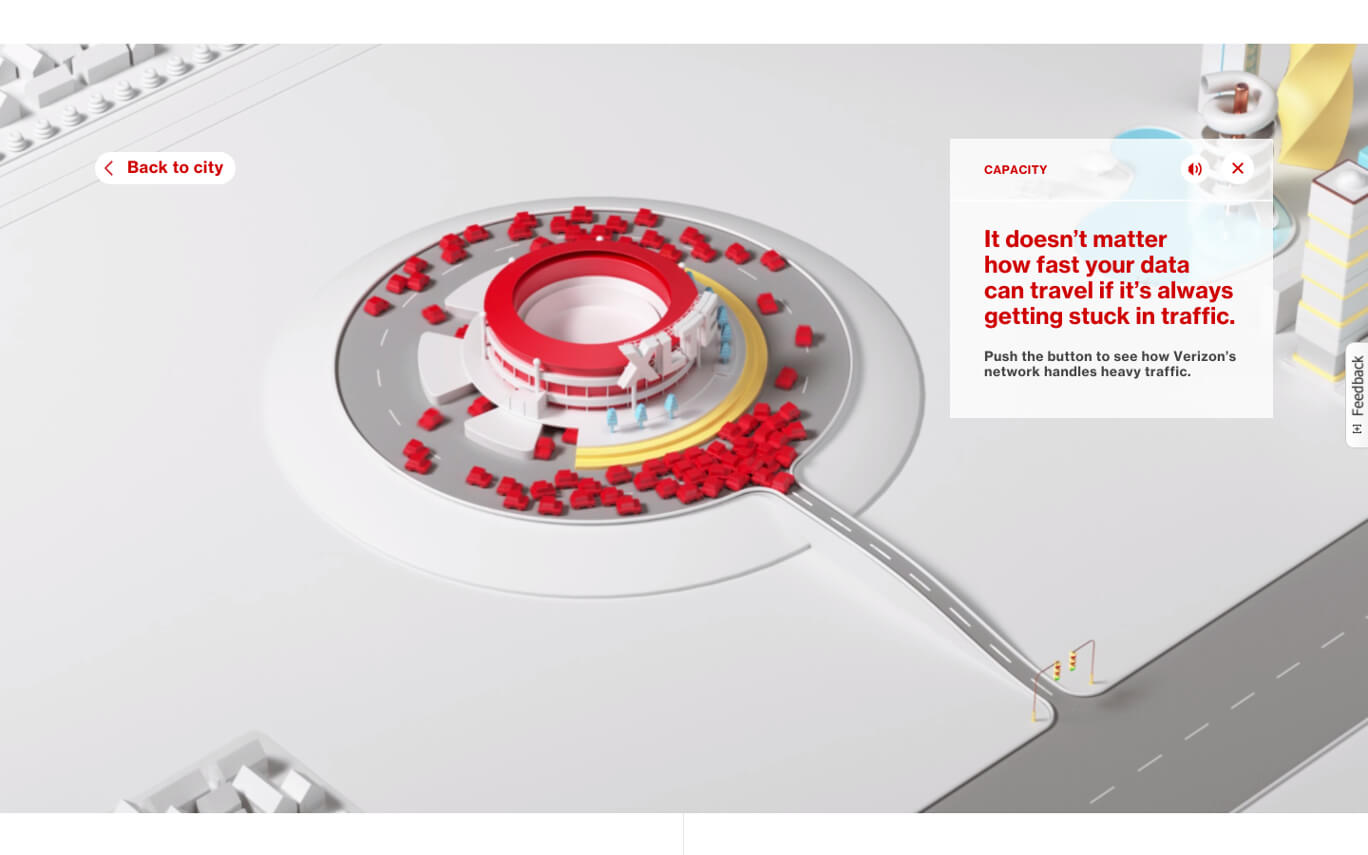 Back to city
CAPACITY
It doesn’t matter
how fast your data
can travel if it’s always
getting stuck in traffic.
Push the button to see how Verizon’s
network handles heavy traffic.
[+] Feedback